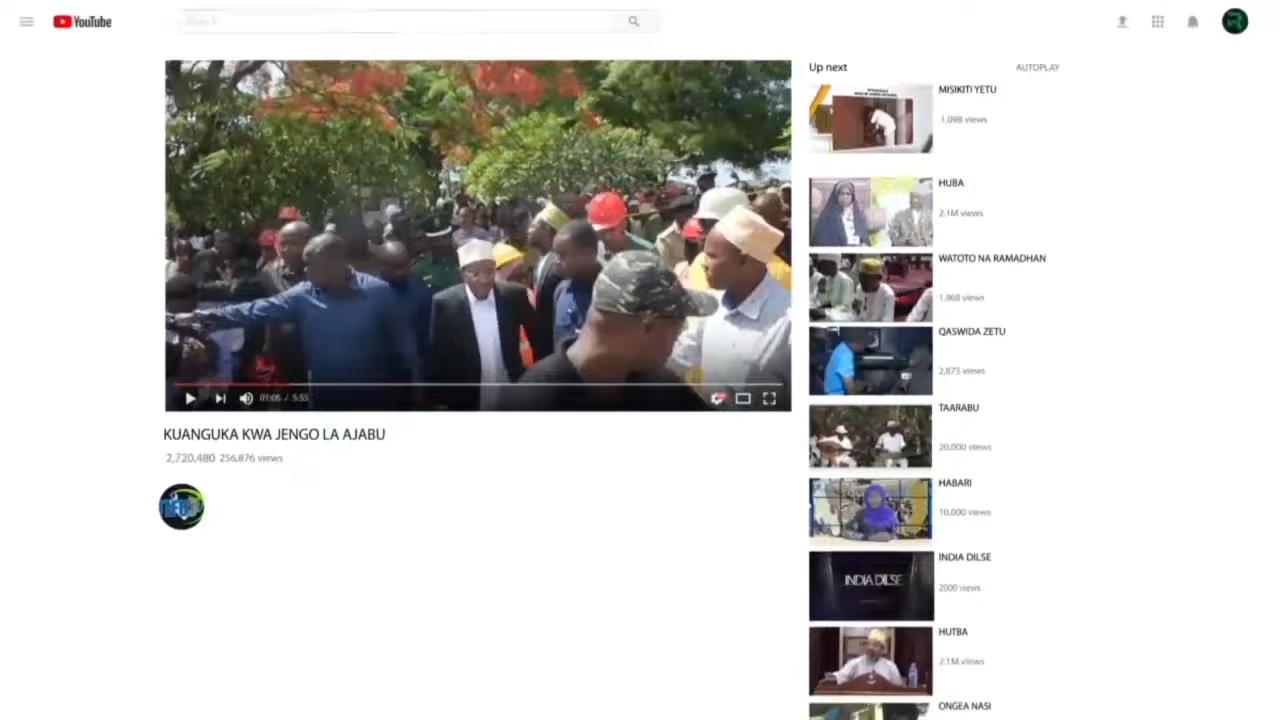 YouTube
Search
01:06 / 5:55
KUANGUKA KWA JENGO LA AJABU
2,720,480 256,876 views
Up next
AUTOPLAY
MISIKITI YETU
1,098 views
HUBA
2.1M views
WATOTO NA RAMADHAN
1,968 views
QASWIDA ZETU
2,875 views
TAARABU
20,000 views
HABARI
10,000 views
INDIA DILSE
INDIA DILSE
2000 views
HUTBA
2.1M views
ONGEA NASI